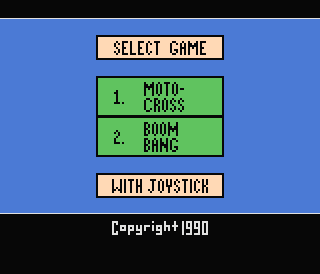 SELECT GAME
1. MOTO-
CROSS
2. BOOM
BANG
WITH JOYSTICK
Copyright 1990